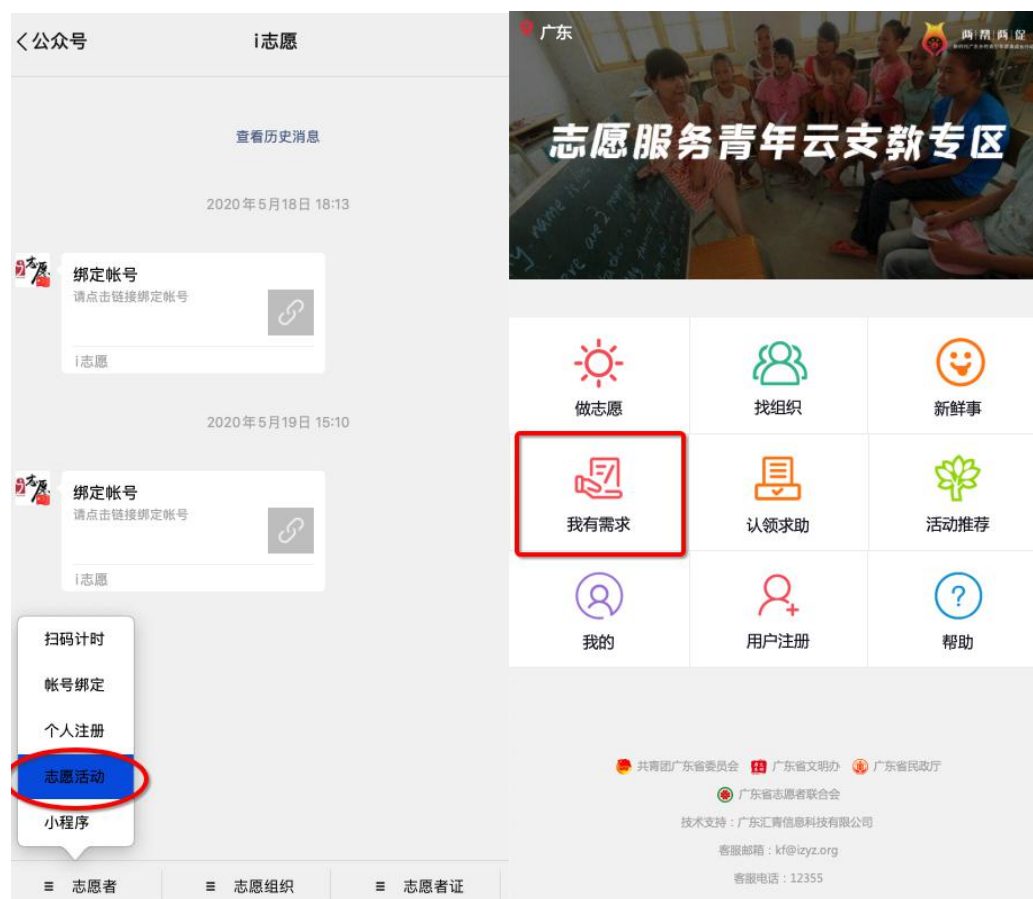 公众号
i志愿
查看历史消息
2020年5月18日 18:13
绑定帐号
请点击链接绑定帐号
i志愿
2020年5月19日 15:10
绑定帐号
请点击链接绑定帐号
i志愿
扫码计时
帐号绑定
个人注册
志愿活动
小程序
志愿者
志愿组织
志愿者证
广东
两帮两促
志愿服务青年云支教专区
做志愿
找组织
新鲜事
我有需求
认领求助
活动推荐
我的
用户注册
帮助
共青团广东省委员会 广东省文明办 广东省民政厅
广东省志愿者联合会
技术支持：广东汇青信息科技有限公司
客服邮箱：kf@izyz.org
客服电话：12355